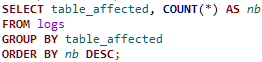 SELECT table_affected, COUNT(*) AS nb
FROM logs
GROUP BY table_affected
ORDER BY nb DESC;